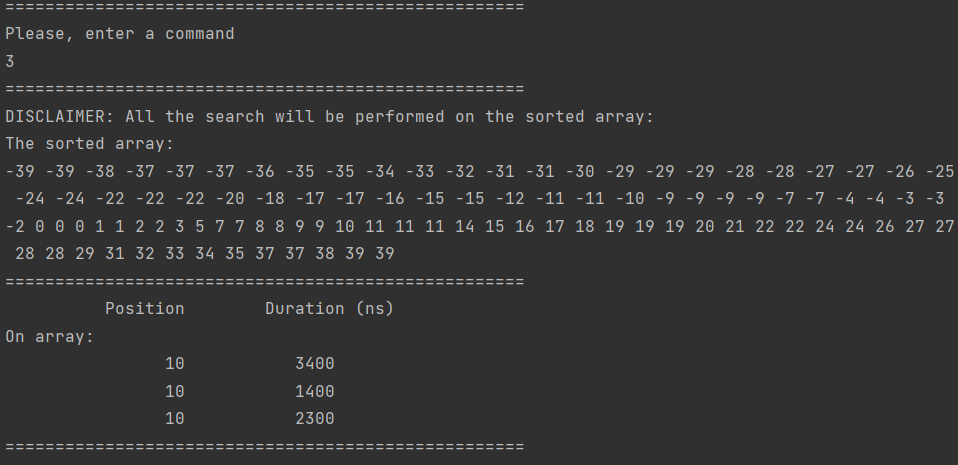 ====================================================
Please, enter a command
3
====================================================
DISCLAIMER: All the search will be performed on the sorted array:
The sorted array:
-39 -39 -38 -37 -37 -37 -36 -35 -35 -34 -33 -32 -31 -31 -30 -29 -29 -29 -28 -28 -27 -27 -26 -25
 -24 -24 -22 -22 -22 -20 -18 -17 -17 -16 -15 -15 -12 -11 -11 -10 -9 -9 -9 -9 -7 -7 -4 -4 -3 -3
-2 0 0 0 1 1 2 2 3 5 7 7 8 8 9 9 10 11 11 11 14 15 16 17 18 19 19 19 20 21 22 22 24 24 26 27 27
 28 28 29 31 32 33 34 35 37 37 38 39 39
====================================================
          Position        Duration (ns)
On array:
                10           3400
                10           1400
                10           2300
====================================================